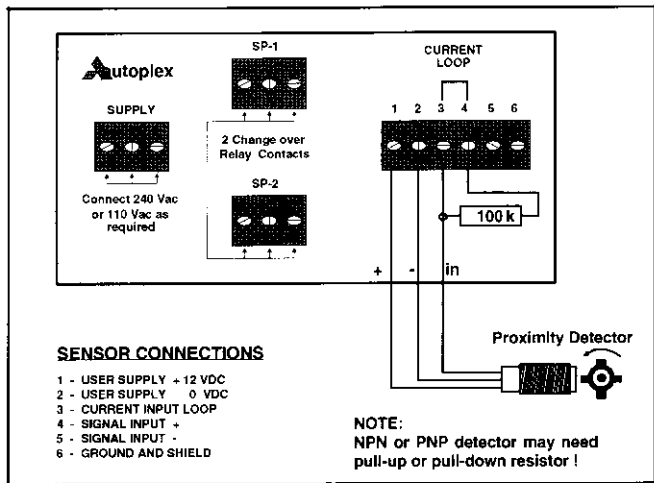 Autoplex
SP-1
CURRENT
LOOP
SUPPLY
1 2 3 4 5 6
2 Change over
Relay Contacts
SP-2
Connect 240 Vac
or 110 Vac as
required
100 k
+ - in
Proximity Detector
SENSOR CONNECTIONS
1 - USER SUPPLY + 12 VDC
2 - USER SUPPLY 0 VDC
3 - CURRENT INPUT LOOP
4 - SIGNAL INPUT +
5 - SIGNAL INPUT -
6 - GROUND AND SHIELD
NOTE:
NPN or PNP detector may need
pull-up or pull-down resistor !